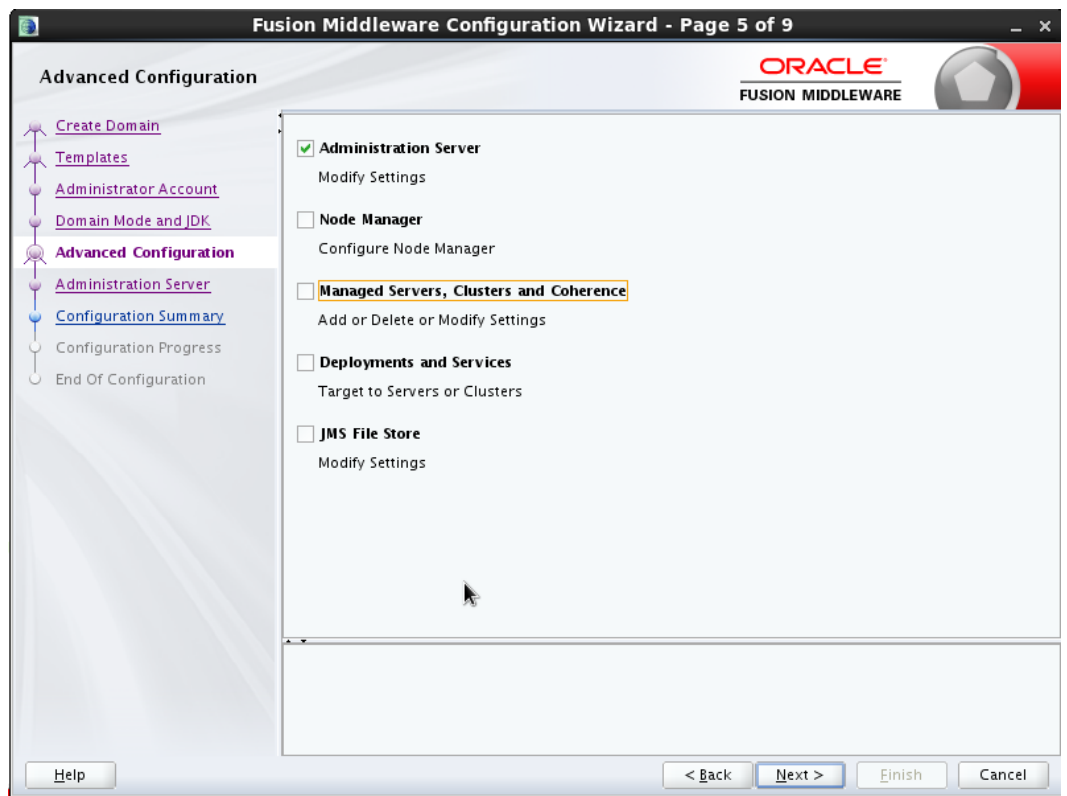 Fusion Middleware Configuration Wizard - Page 5 of 9
Advanced Configuration
ORACLE
FUSION MIDDLEWARE
Create Domain
Templates
Administrator Account
Domain Mode and JDK
Advanced Configuration
Administration Server
Configuration Summary
Configuration Progress
End Of Configuration
Administration Server
Modify Settings
Node Manager
Configure Node Manager
Managed Servers, Clusters and Coherence
Add or Delete or Modify Settings
Deployments and Services
Target to Servers or Clusters
JMS File Store
Modify Settings
Help
< Back
Next >
Finish
Cancel